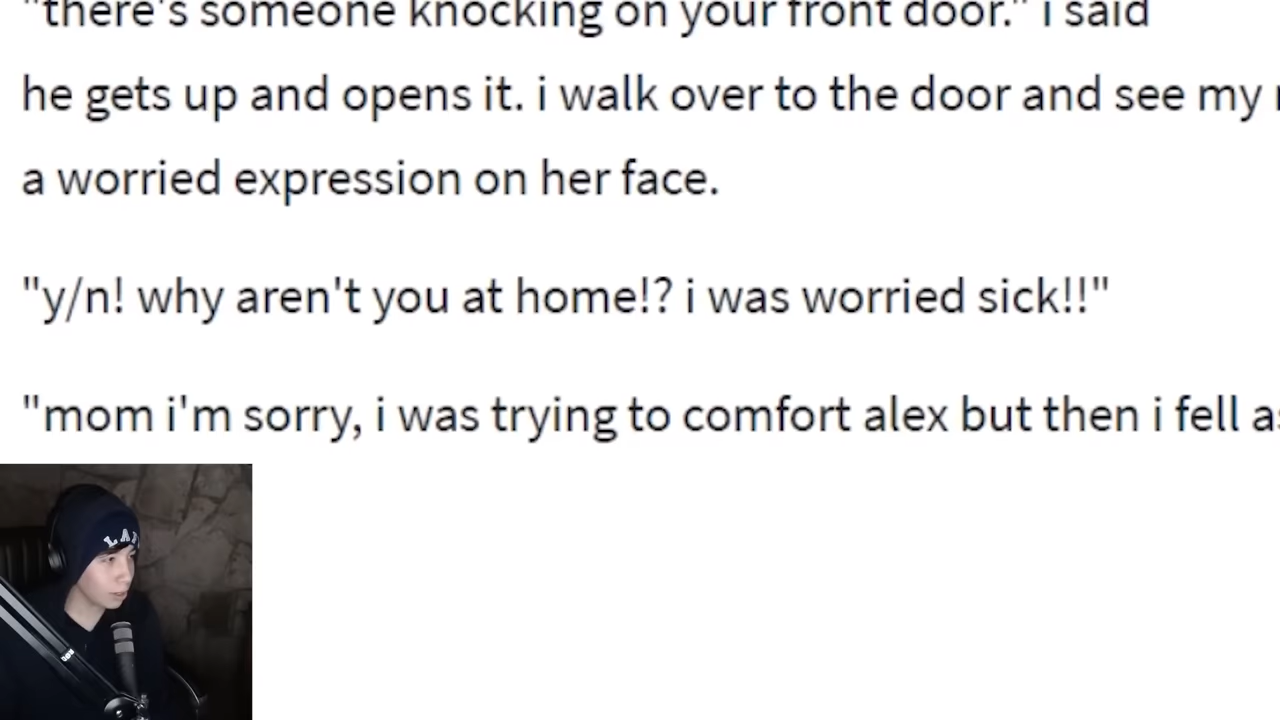 "there's someone knocking on your front door." i said
he gets up and opens it. i walk over to the door and see my
a worried expression on her face.
"y/n! why aren't you at home!? i was worried sick!!"
"mom i'm sorry, i was trying to comfort alex but then i fell